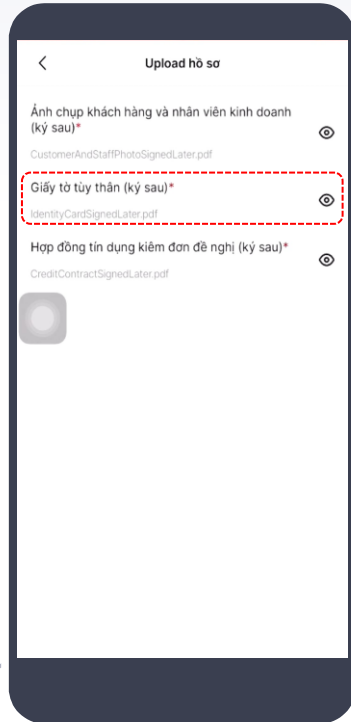 Upload hồ sơ
Ảnh chụp khách hàng và nhân viên kinh doanh
(ký sau)*
CustomerAndStaffPhotoSignedLater.pdf
Giấy tờ tùy thân (ký sau)*
IdentityCardSignedLater.pdf
Hợp đồng tín dụng kiêm đơn đề nghị (ký sau)*
CreditContractSignedLater.pdf